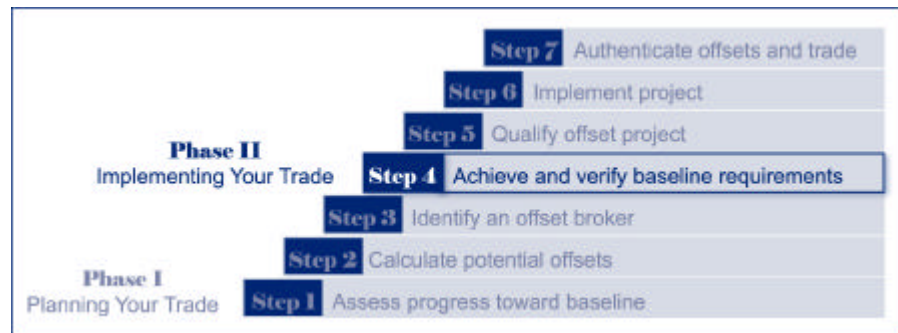 Step 7 Authenticate offsets and trade
Step 6 Implement project
Step 5 Qualify offset project
Phase II
Implementing Your Trade
Step 4 Achieve and verify baseline requirements
Step 3 Identify an offset broker
Step 2 Calculate potential offsets
Phase I
Planning Your Trade
Step 1 Assess progress toward baseline